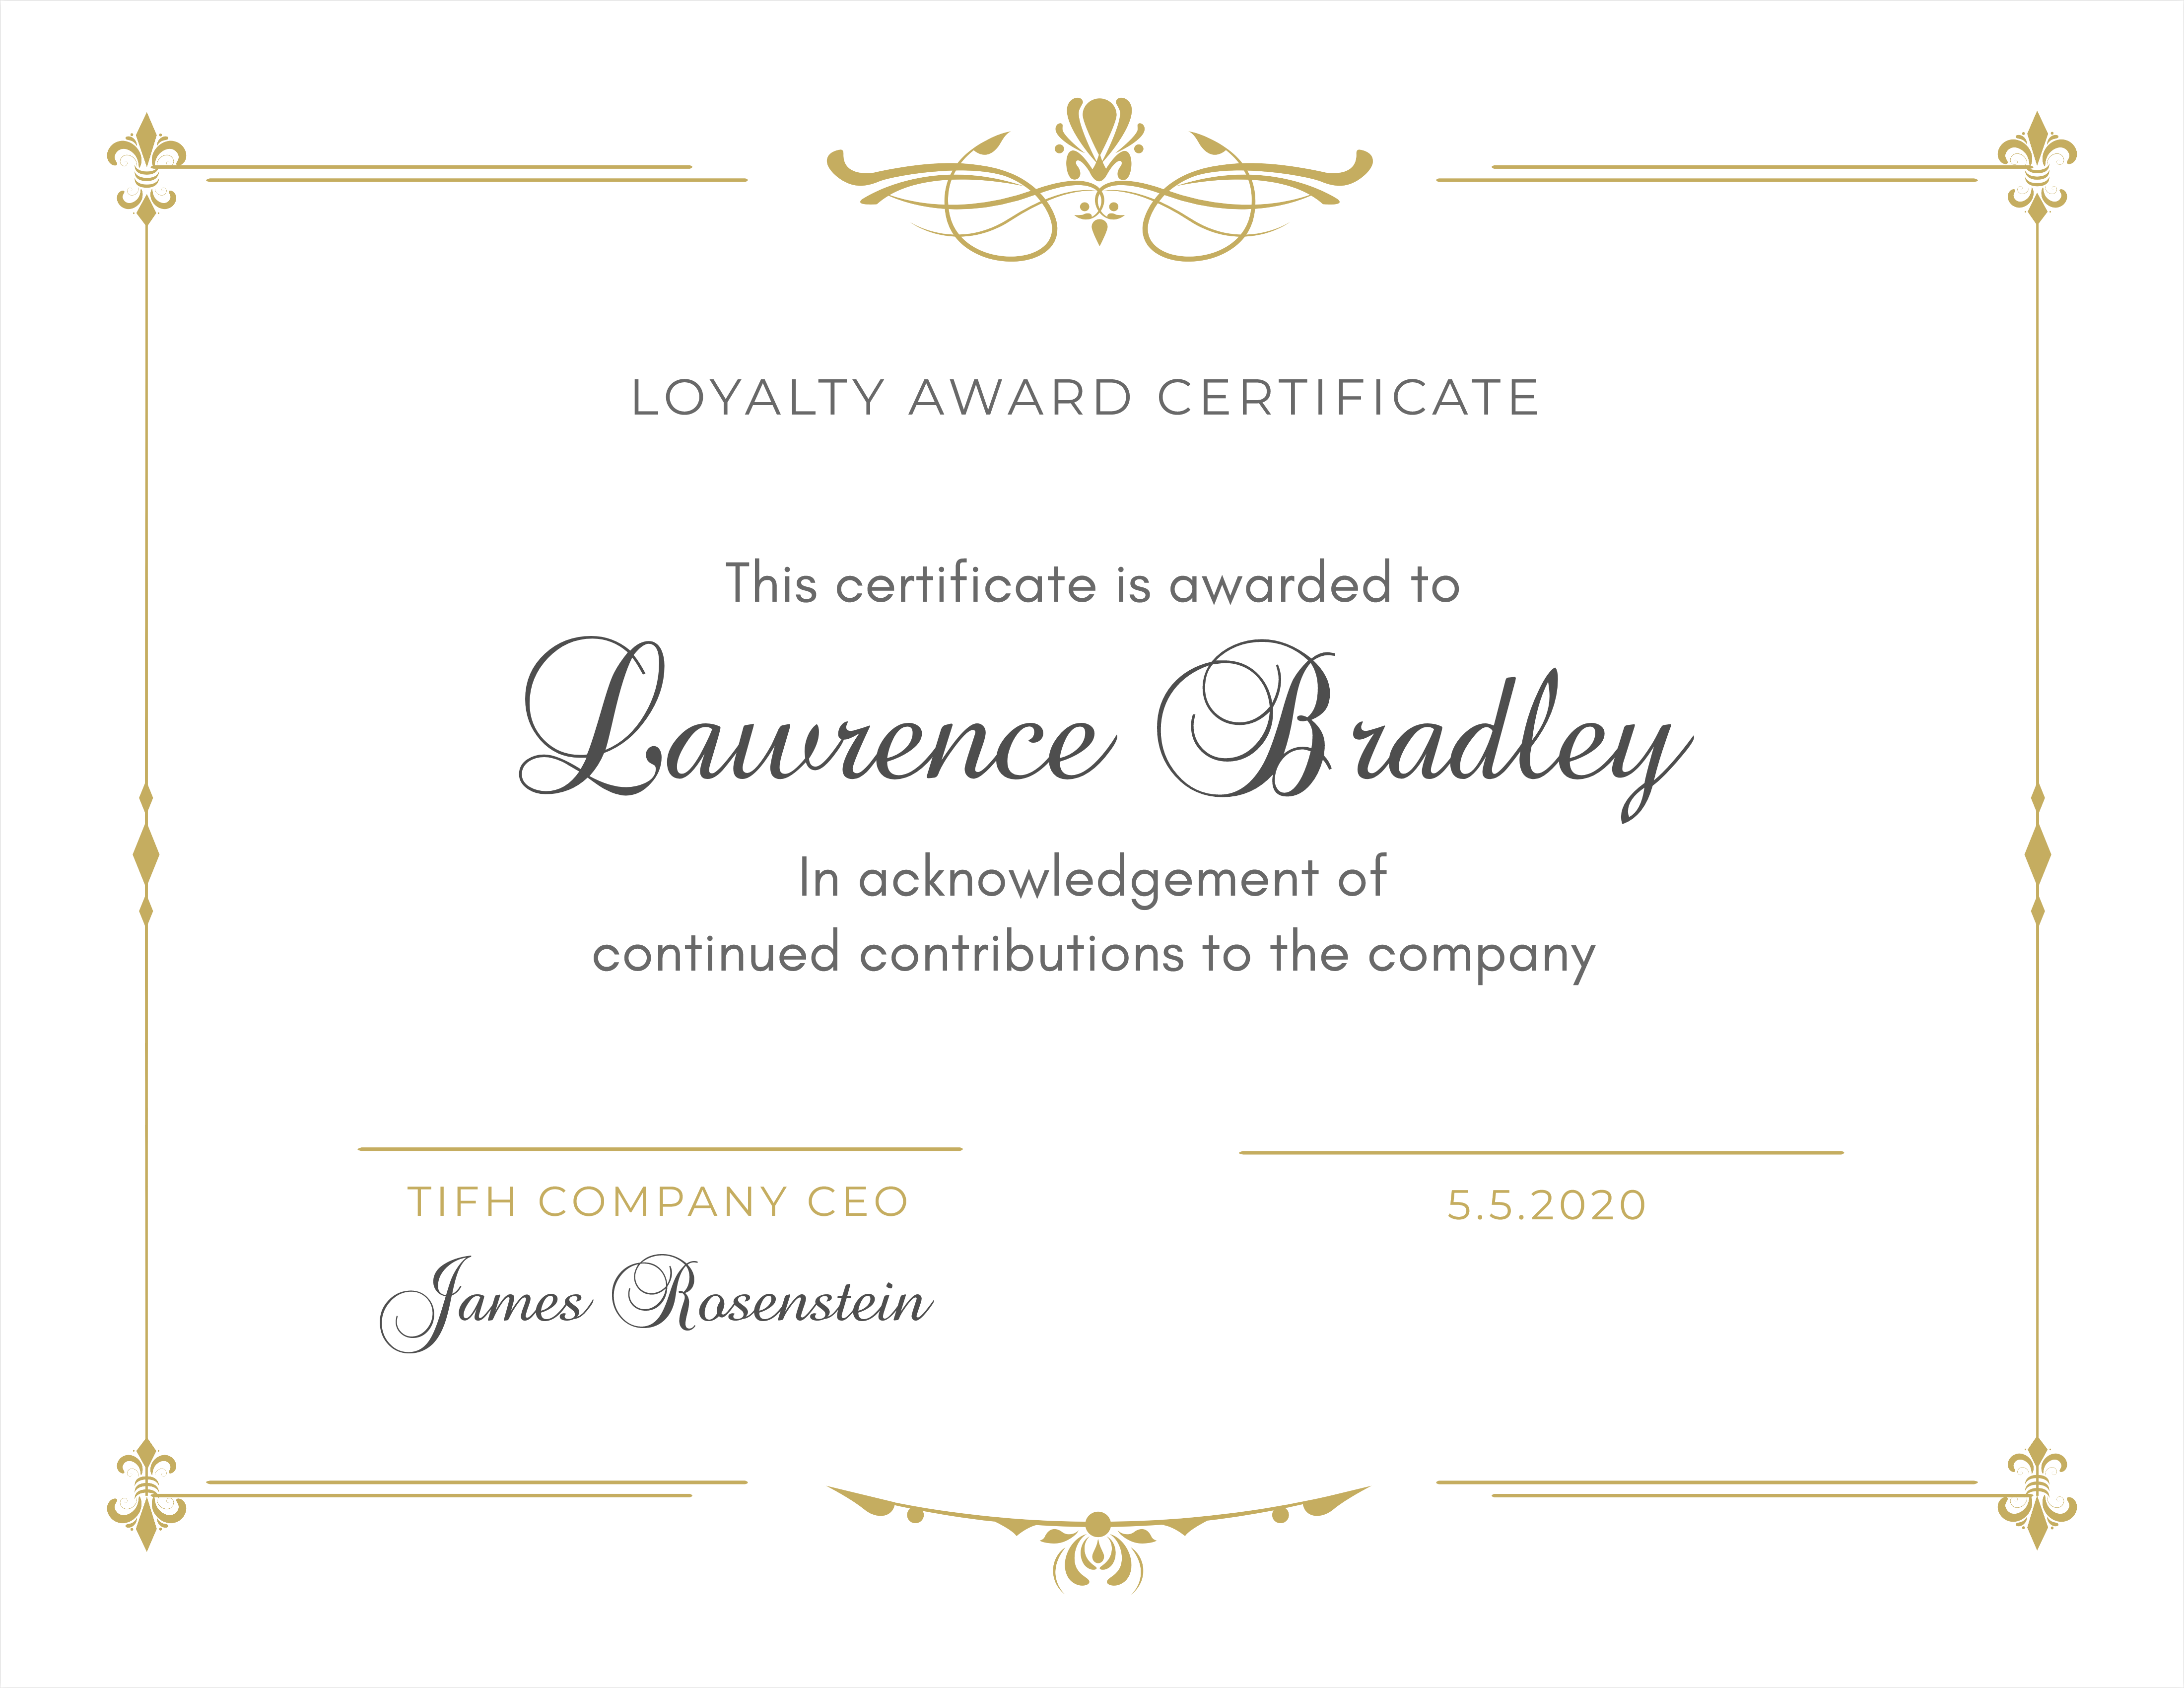 LOYALTY AWARD CERTIFICATE
This certificate is awarded to
Laurence Bradley
In acknowledgement of
continued contributions to the company
TIFH COMPANY CEO
5.5.2020
James Rosenstein